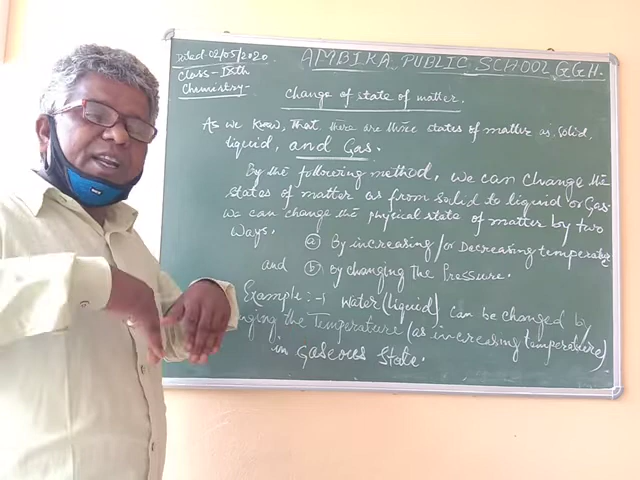 Dated-02/05/2020
AMBIKA PUBLIC SCHOOL GGH.
Class-IXth
Chemistry-
Change of state of matter.
As we know, that, there are three states of matter as, solid,
liquid, and Gas.
By the following method, we can change the
states of matter as from solid to liquid or Gas.
We can change the physical state of matter by two
ways.
(a) By increasing/or Decreasing temperature
and (b) By changing the Pressure.
Example:-1 Water (liquid) can be changed by
the Temperature (as increasing temperature)
in Gaseous State.